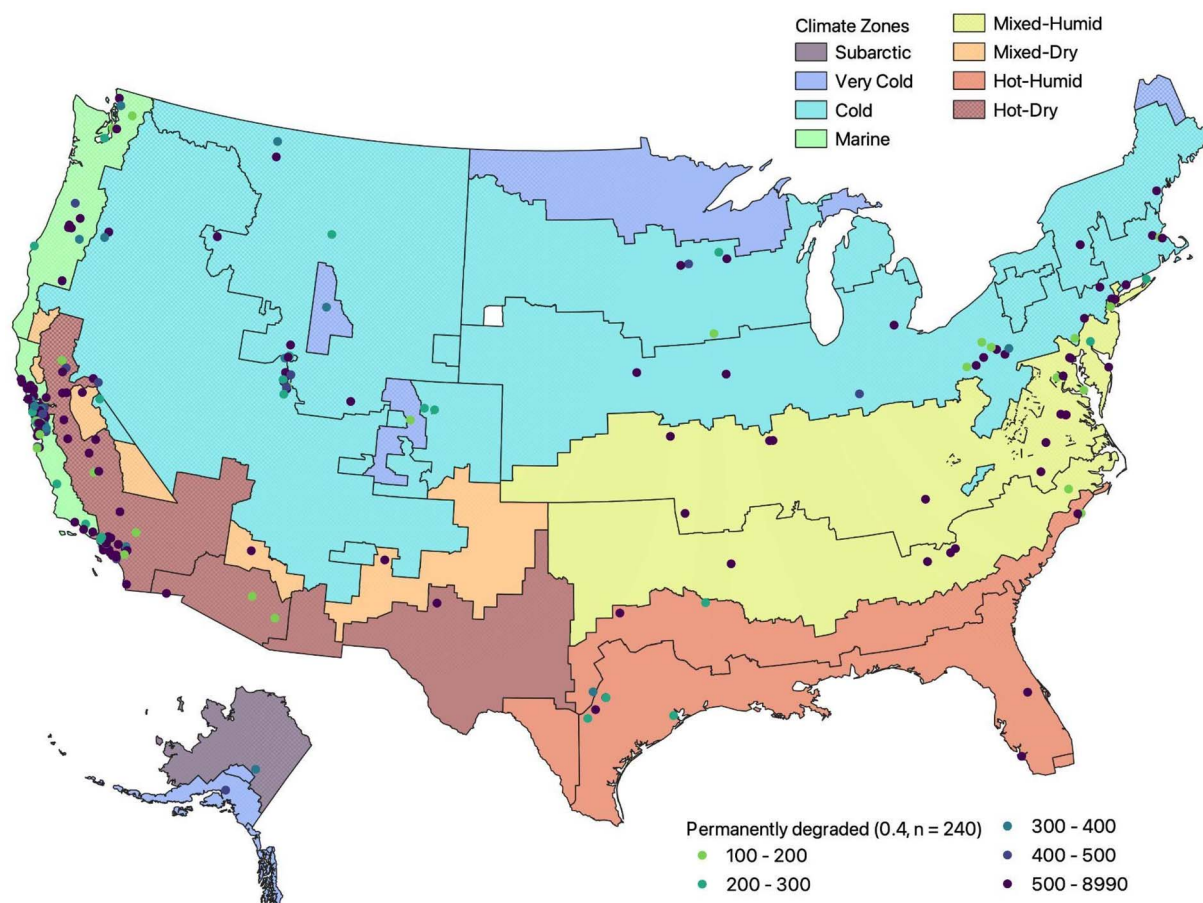 Climate Zones
Subarctic
Very Cold
Cold
Marine
Mixed-Humid
Mixed-Dry
Hot-Humid
Hot-Dry
Permanently degraded (0.4, n = 240)
100 - 200
200 - 300
300 - 400
400 - 500
500 - 8990